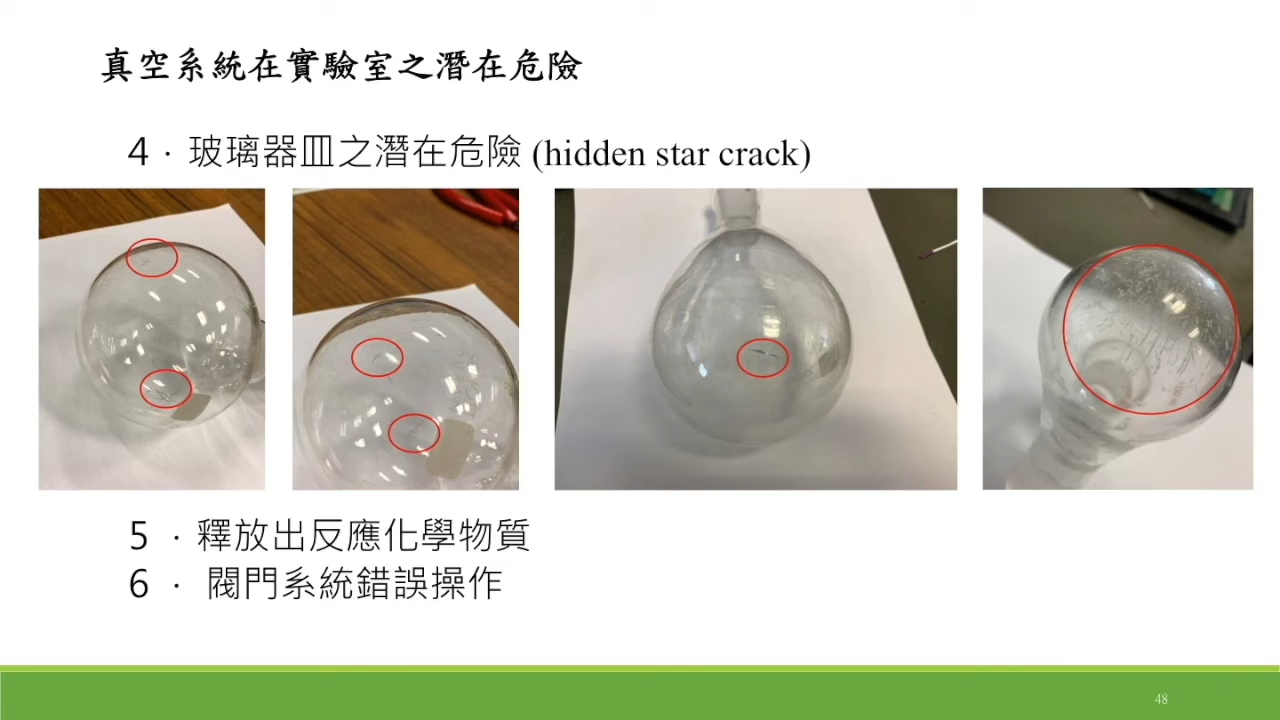 真空系統在實驗室之潛在危險
4．玻璃器皿之潛在危險 (hidden star crack)
5 ．釋放出反應化學物質
6 ． 閥門系統錯誤操作
48